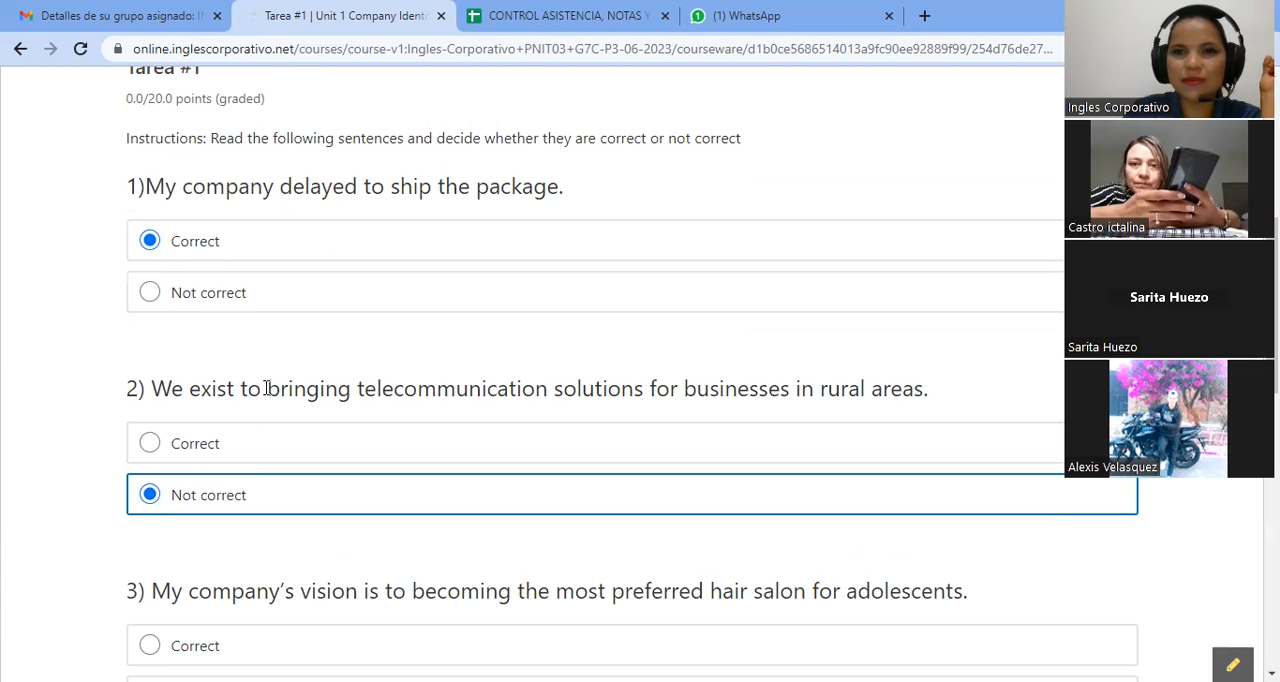 Detalles de su grupo asignado: I
Tarea #1 | Unit 1 Company Identi
CONTROL ASISTENCIA, NOTAS Y
(1) WhatsApp
online.inglescorporativo.net/courses/course-v1:Ingles-Corporativo+PNIT03+G7C-P3-06-2023/courseware/d1b0ce5686514013a9fc90ee92889f99/254d76de27...
Tarea #1
0.0/20.0 points (graded)
Instructions: Read the following sentences and decide whether they are correct or not correct
1)My company delayed to ship the package.
Correct
Not correct
2) We exist to bringing telecommunication solutions for businesses in rural areas.
Correct
Not correct
3) My company’s vision is to becoming the most preferred hair salon for adolescents.
Correct
Ingles Corporativo
Castro ictalina
Sarita Huezo
Sarita Huezo
Alexis Velasquez